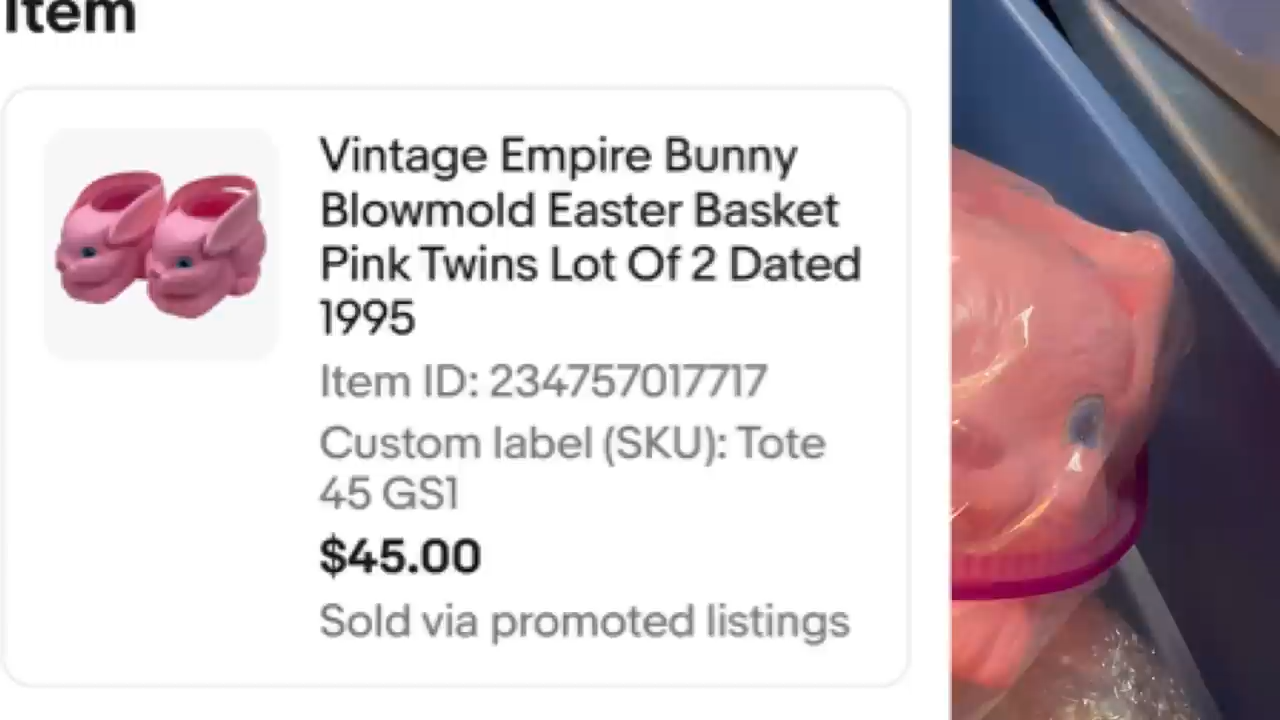 Item
Vintage Empire Bunny
Blowmold Easter Basket
Pink Twins Lot Of 2 Dated
1995
Item ID: 234757017717
Custom label (SKU): Tote
45 GS1
$45.00
Sold via promoted listings